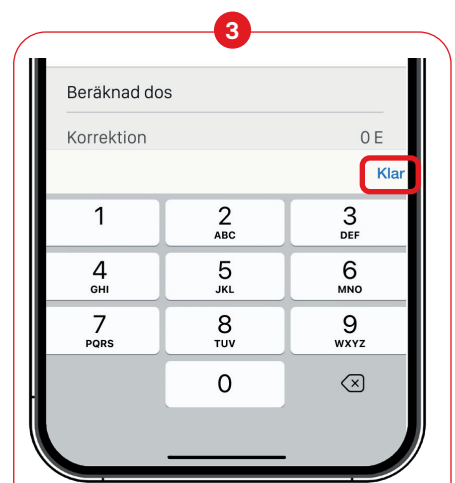 3
Beräknad dos
Korrektion 0 E
Klar
1 2 3
ABC DEF
4 5 6
GHI JKL MNO
7 8 9
PQRS TUV WXYZ
0